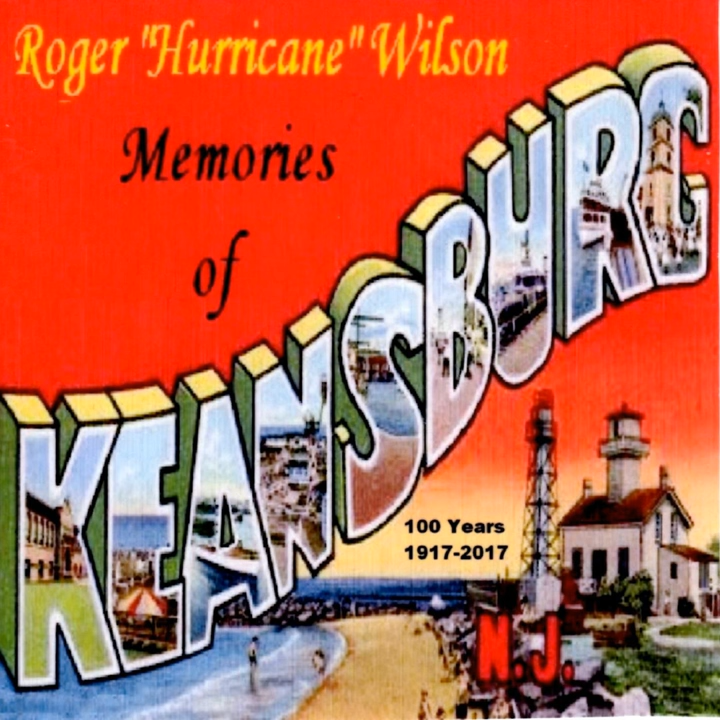 Roger "Hurricane" Wilson
Memories
of
KEANSBURG
100 Years
1917-2017
N.J.